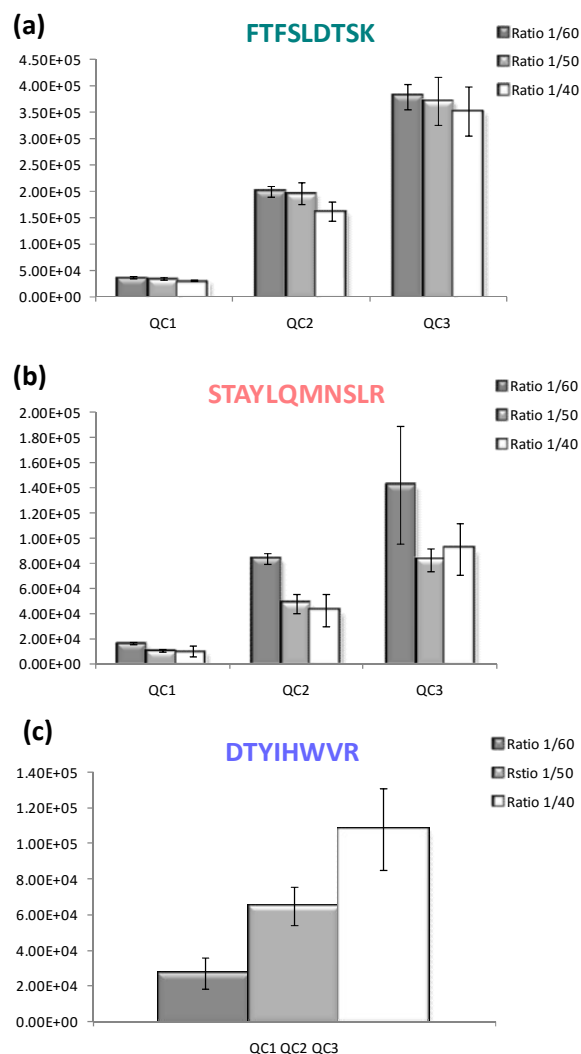 (a)
FTFSLDTSK
4.50E+05
4.00E+05
3.50E+05
3.00E+05
2.50E+05
2.00E+05
1.50E+05
1.00E+05
5.00E+04
0.00E+00
QC1 QC2 QC3
Ratio 1/60
Ratio 1/50
Ratio 1/40
(b)
STAYLQMNSLR
2.00E+05
1.80E+05
1.60E+05
1.40E+05
1.20E+05
1.00E+05
8.00E+04
6.00E+04
4.00E+04
2.00E+04
0.00E+00
QC1 QC2 QC3
Ratio 1/60
Ratio 1/50
Ratio 1/40
(c)
DTYIHWVR
1.40E+05
1.20E+05
1.00E+05
8.00E+04
6.00E+04
4.00E+04
2.00E+04
0.00E+00
QC1 QC2 QC3
Ratio 1/60
Rstio 1/50
Ratio 1/40